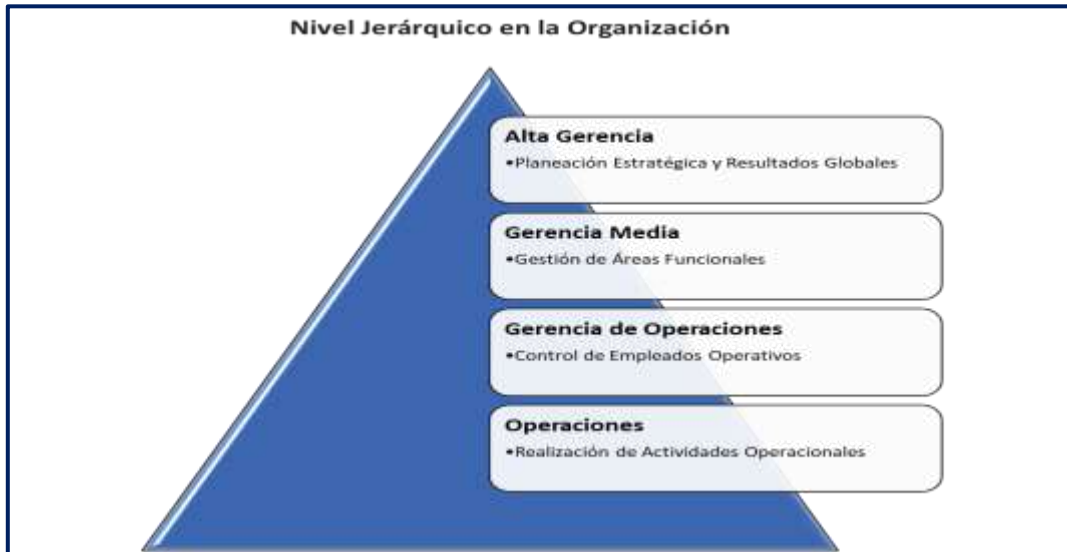 Nivel Jerárquico en la Organización
Alta Gerencia
•Planeación Estratégica y Resultados Globales
Gerencia Media
•Gestión de Áreas Funcionales
Gerencia de Operaciones
•Control de Empleados Operativos
Operaciones
•Realización de Actividades Operacionales